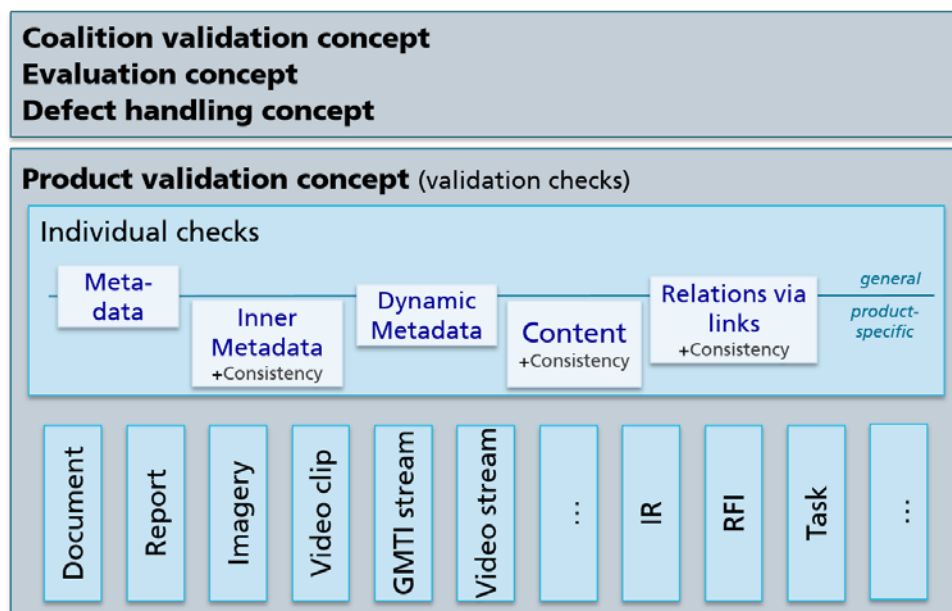 Coalition validation concept
Evaluation concept
Defect handling concept
Product validation concept (validation checks)
Individual checks
Meta-
data
Inner
Metadata
+Consistency
Dynamic
Metadata
Content
+Consistency
Relations via
links
+Consistency
general
product-
specific
Document
Report
Imagery
Video clip
GMTI stream
Video stream
...
IR
RFI
Task
...